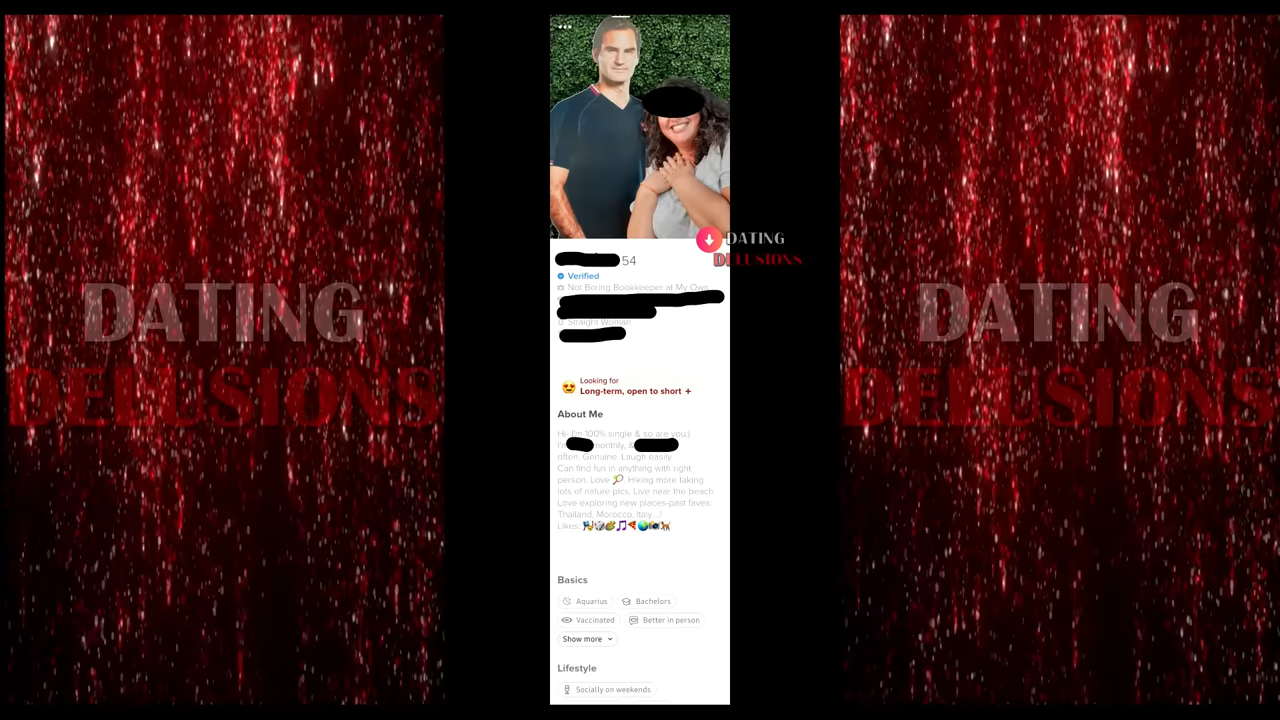 DATING
DELUSIONS
DATING
DELUSIONS
DATING
DELUSIONS
54
Verified
Not Boring Bookkeeper at My Own
Straight Woman
Looking for
Long-term, open to short
About Me
Hi- I'm 100% single & so are you:)
I'm monthly, &
often. Genuine. Laugh easily.
Can find fun in anything with right
person. Love 🎾. Hiking more taking
lots of nature pics. Live near the beach.
Love exploring new places-past faves:
Thailand, Morocco, Italy...!
Likes:
Basics
Aquarius
Bachelors
Vaccinated
Better in person
Show more
Lifestyle
Socially on weekends